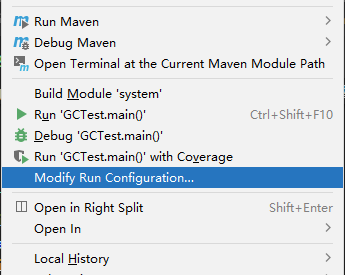 Run Maven
Debug Maven
Open Terminal at the Current Maven Module Path
Build Module 'system'
Run 'GCTest.main()' Ctrl+Shift+F10
Debug 'GCTest.main()'
Run 'GCTest.main()' with Coverage
Modify Run Configuration...
Open in Right Split Shift+Enter
Open In
Local History